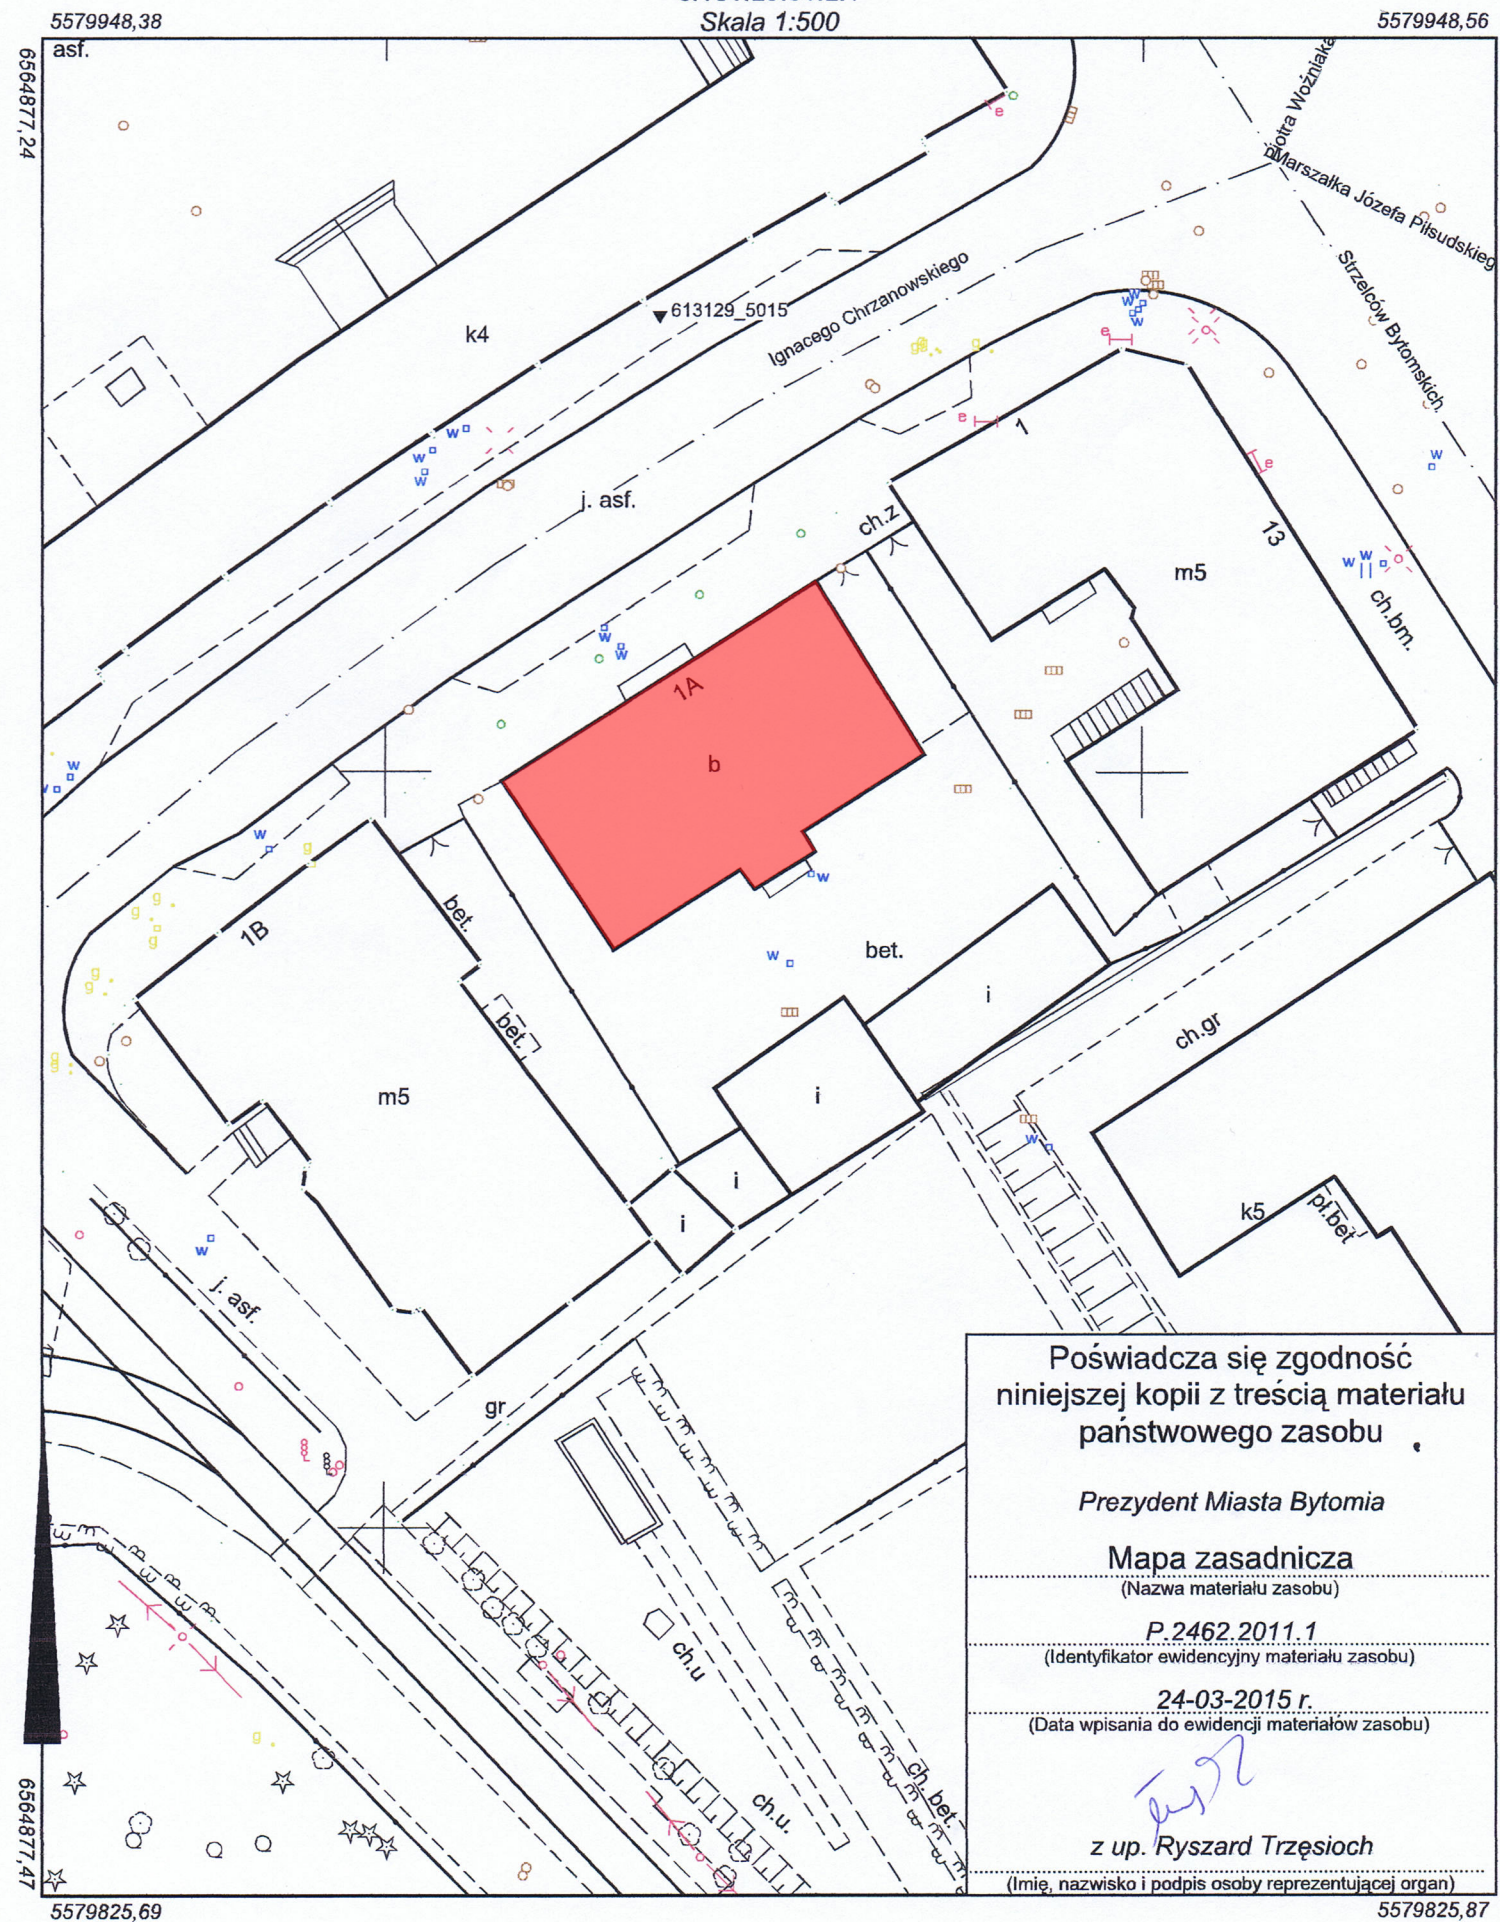 Skala 1:500
5579948,38
5579948,56
asf.
6564877,24
e
Piotra Woźniaka
Marszałka Józefa Piłsudskieg
Strzelców Bytomskich
Ignacego Chrzanowskiego
613129_5015
k4
w
w
w
w
w
w
g
g
e
e
1
e
w
j. asf.
ch.z
13
m5
w
w
ch.bm.
w
w
1A
b
w
w
w
g
w
bet.
1B
g
g
g
g
g
g
w
bet.
i
bet.
ch.gr
m5
i
w
i
i
k5
pł.bet
w
j. asf.
gr
ch.u
ch. bet.
ch.u.
g
Poświadcza się zgodność
niniejszej kopii z treścią materiału
państwowego zasobu
Prezydent Miasta Bytomia
Mapa zasadnicza
(Nazwa materiału zasobu)
P.2462.2011.1
(Identyfikator ewidencyjny materiału zasobu)
24-03-2015 r.
(Data wpisania do ewidencji materiałów zasobu)
z up. Ryszard Trzęsioch
(Imię, nazwisko i podpis osoby reprezentującej organ)
6564877,47
5579825,69
5579825,87